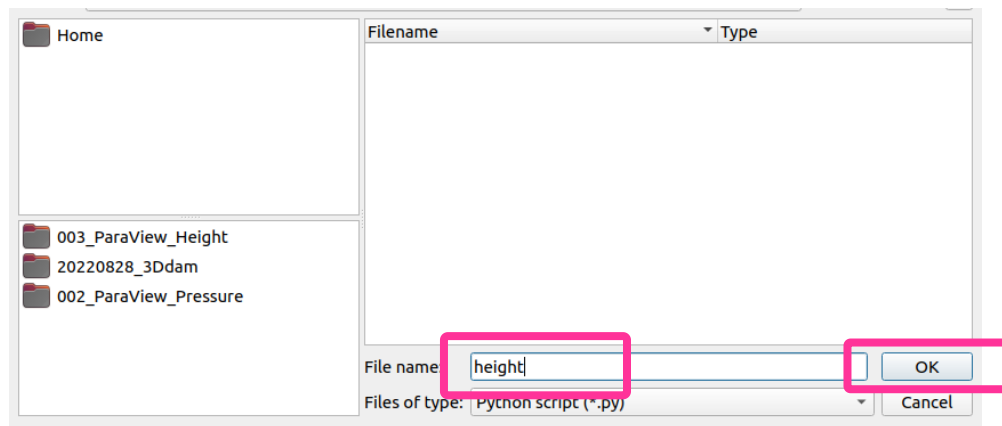 Home
Filename Type
003_ParaView_Height
20220828_3Ddam
002_ParaView_Pressure
File name: height OK
Files of type: Python script (*.py) Cancel